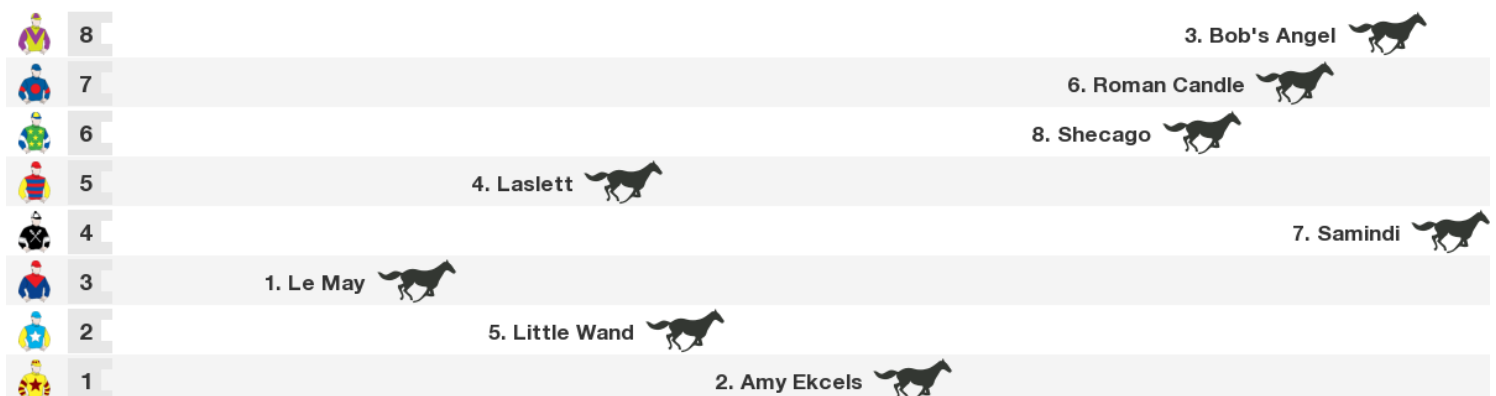 8 3. Bob's Angel
7 6. Roman Candle
6 8. Shecago
5 4. Laslett
4 7. Samindi
3 1. Le May
2 5. Little Wand
1 2. Amy Ekcels